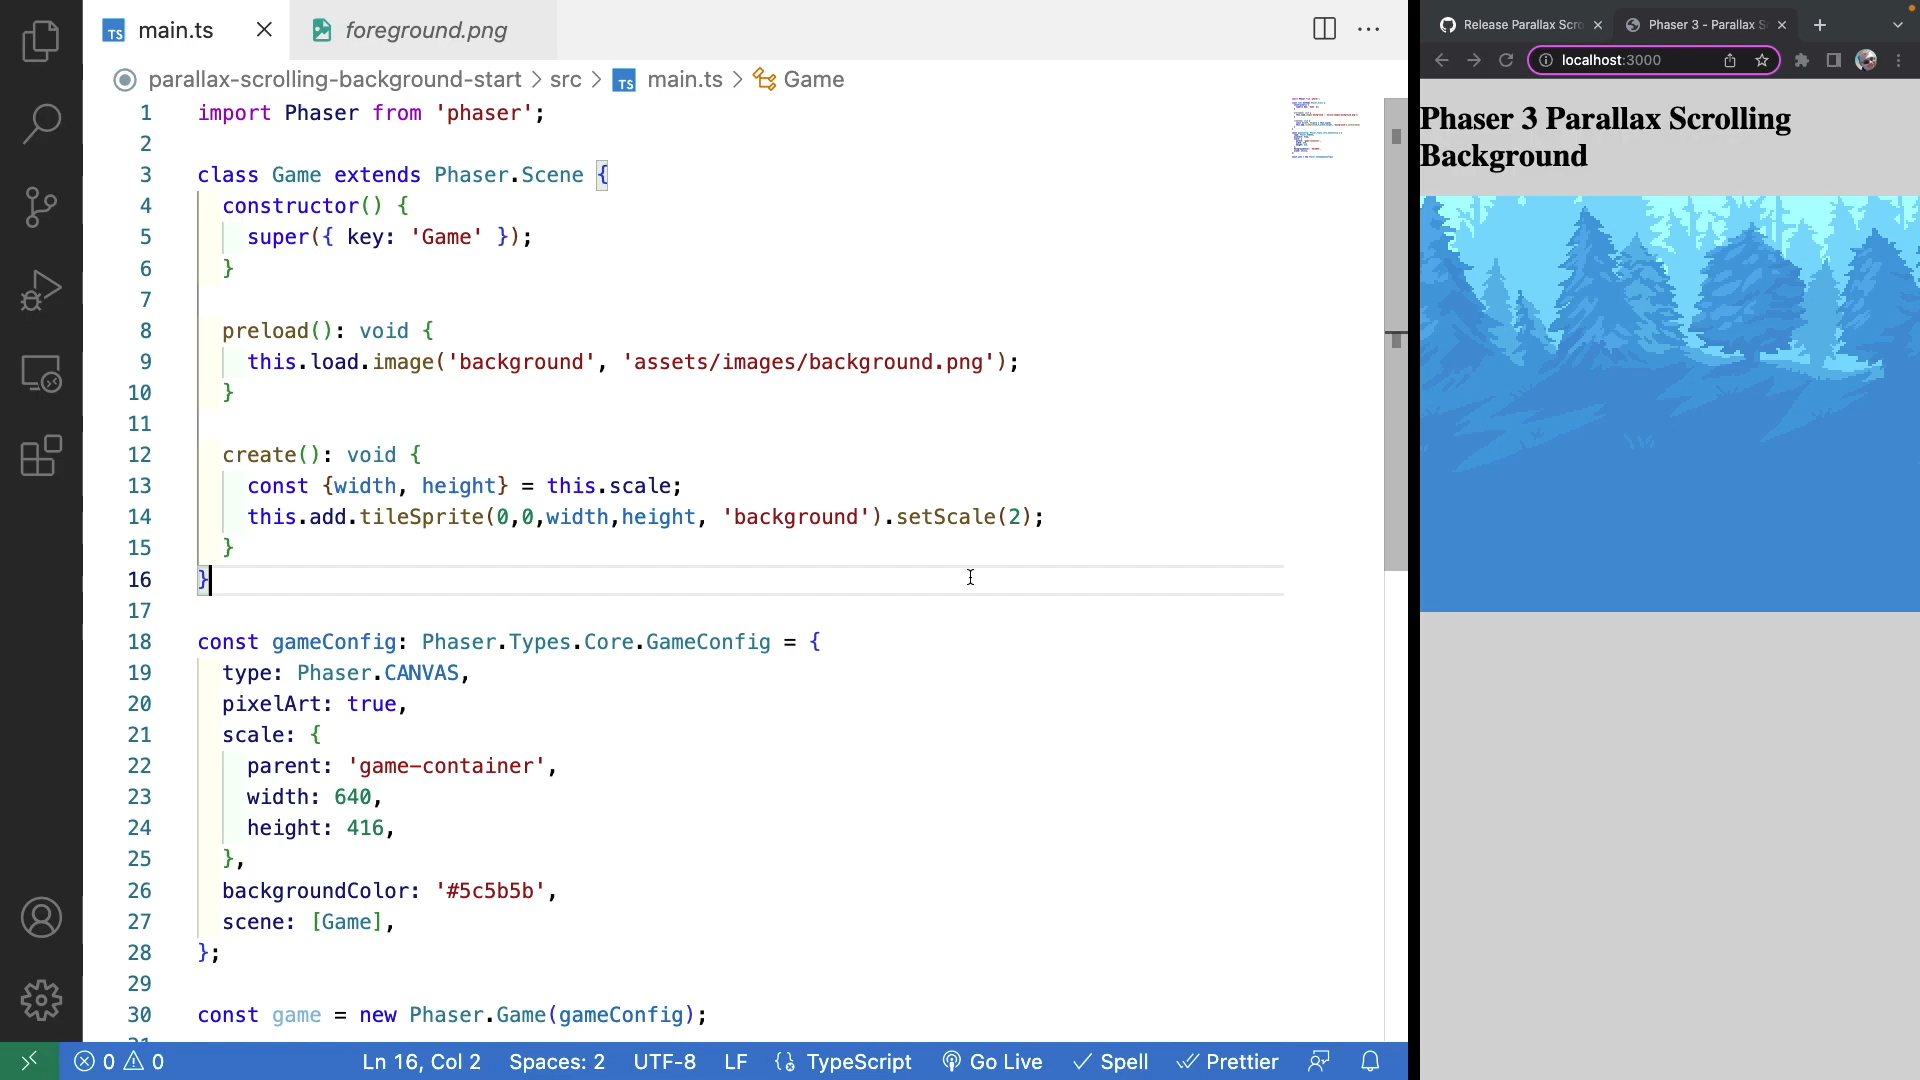 main.ts
foreground.png
parallax-scrolling-background-start > src > main.ts > Game
1 import Phaser from 'phaser';
2
3 class Game extends Phaser.Scene {
4 constructor() {
5 super({ key: 'Game' });
6 }
7
8 preload(): void {
9 this.load.image('background', 'assets/images/background.png');
10 }
11
12 create(): void {
13 const {width, height} = this.scale;
14 this.add.tileSprite(0,0,width,height, 'background').setScale(2);
15 }
16 }
17
18 const gameConfig: Phaser.Types.Core.GameConfig = {
19 type: Phaser.CANVAS,
20 pixelArt: true,
21 scale: {
22 parent: 'game-container',
23 width: 640,
24 height: 416,
25 },
26 backgroundColor: '#5c5b5b',
27 scene: [Game],
28 };
29
30 const game = new Phaser.Game(gameConfig);
0 0 Ln 16, Col 2 Spaces: 2 UTF-8 LF TypeScript Go Live Spell Prettier
Release Parallax Scro
Phaser 3 - Parallax S
localhost:3000
Phaser 3 Parallax Scrolling
Background